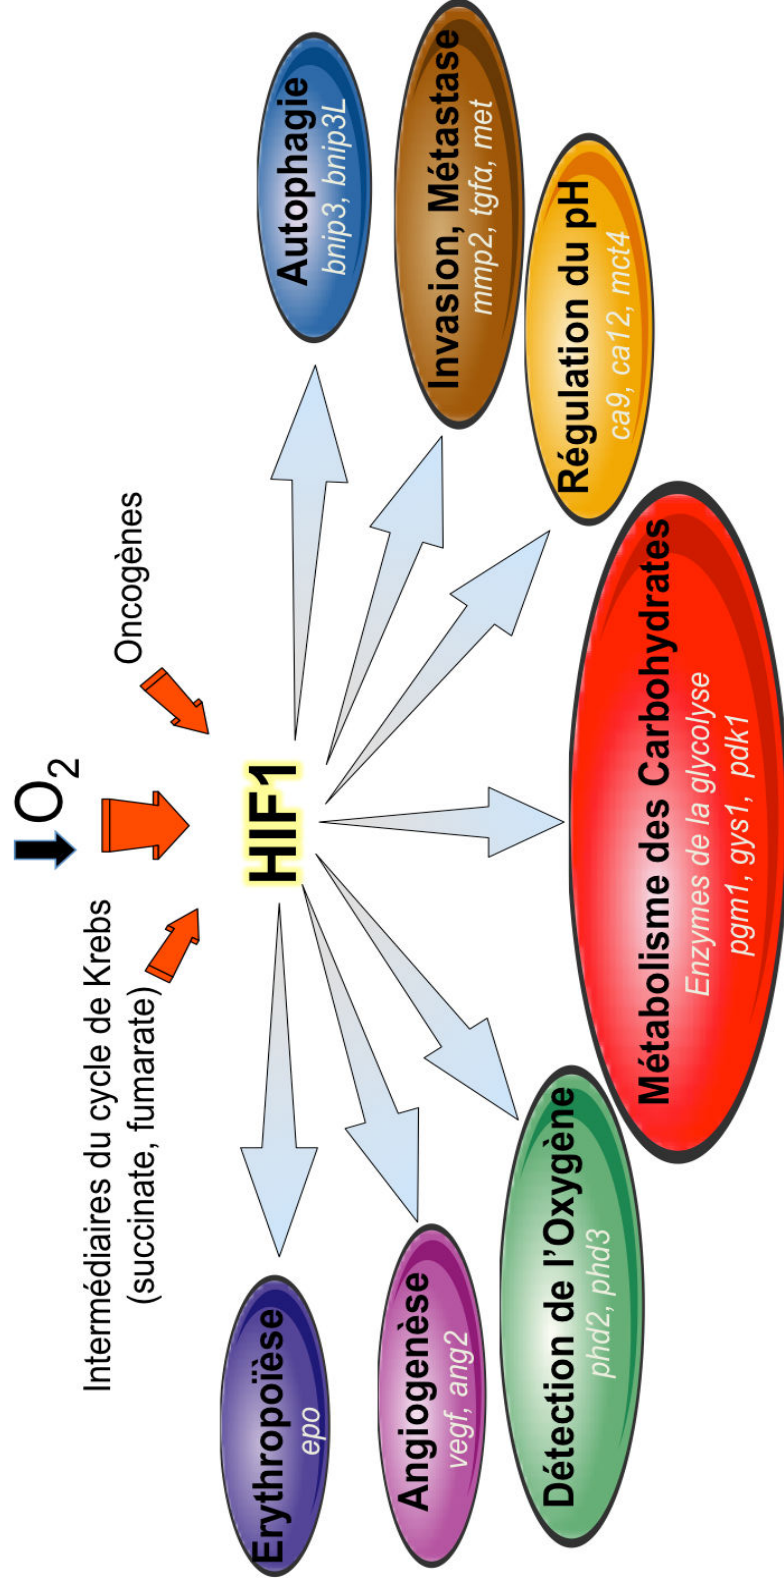 O2
Intermédiaires du cycle de Krebs
(succinate, fumarate)
Oncogènes
HIF1
Erythropoïèse
epo
Angiogenèse
vegf, ang2
Détection de l'Oxygène
phd2, phd3
Métabolisme des Carbohydrates
Enzymes de la glycolyse
pgm1, gys1, pdk1
Régulation du pH
ca9, ca12, mct4
Invasion, Métastase
mmp2, tgfα, met
Autophagie
bnip3, bnip3L